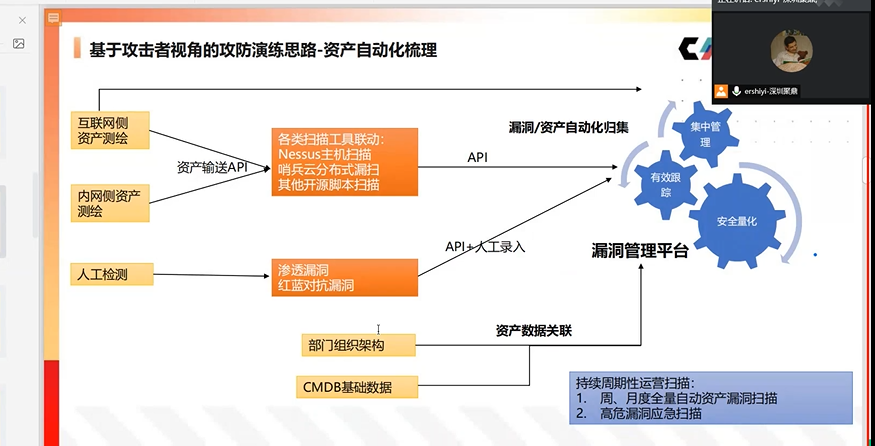 基于攻击者视角的攻防演练思路-资产自动化梳理
ershiyi-深圳聚鼎
互联网侧
资产测绘
内网侧资产
测绘
人工检测
资产输送API
各类扫描工具联动：
Nessus主机扫描
哨兵云分布式漏扫
其他开源脚本扫描
渗透漏洞
红蓝对抗漏洞
漏洞/资产自动化归集
API
API+人工录入
集中管
理
有效跟
踪
安全量化
漏洞管理平台
部门组织架构
CMDB基础数据
资产数据关联
持续周期性运营扫描：
1. 周、月度全量自动资产漏洞扫描
2. 高危漏洞应急扫描